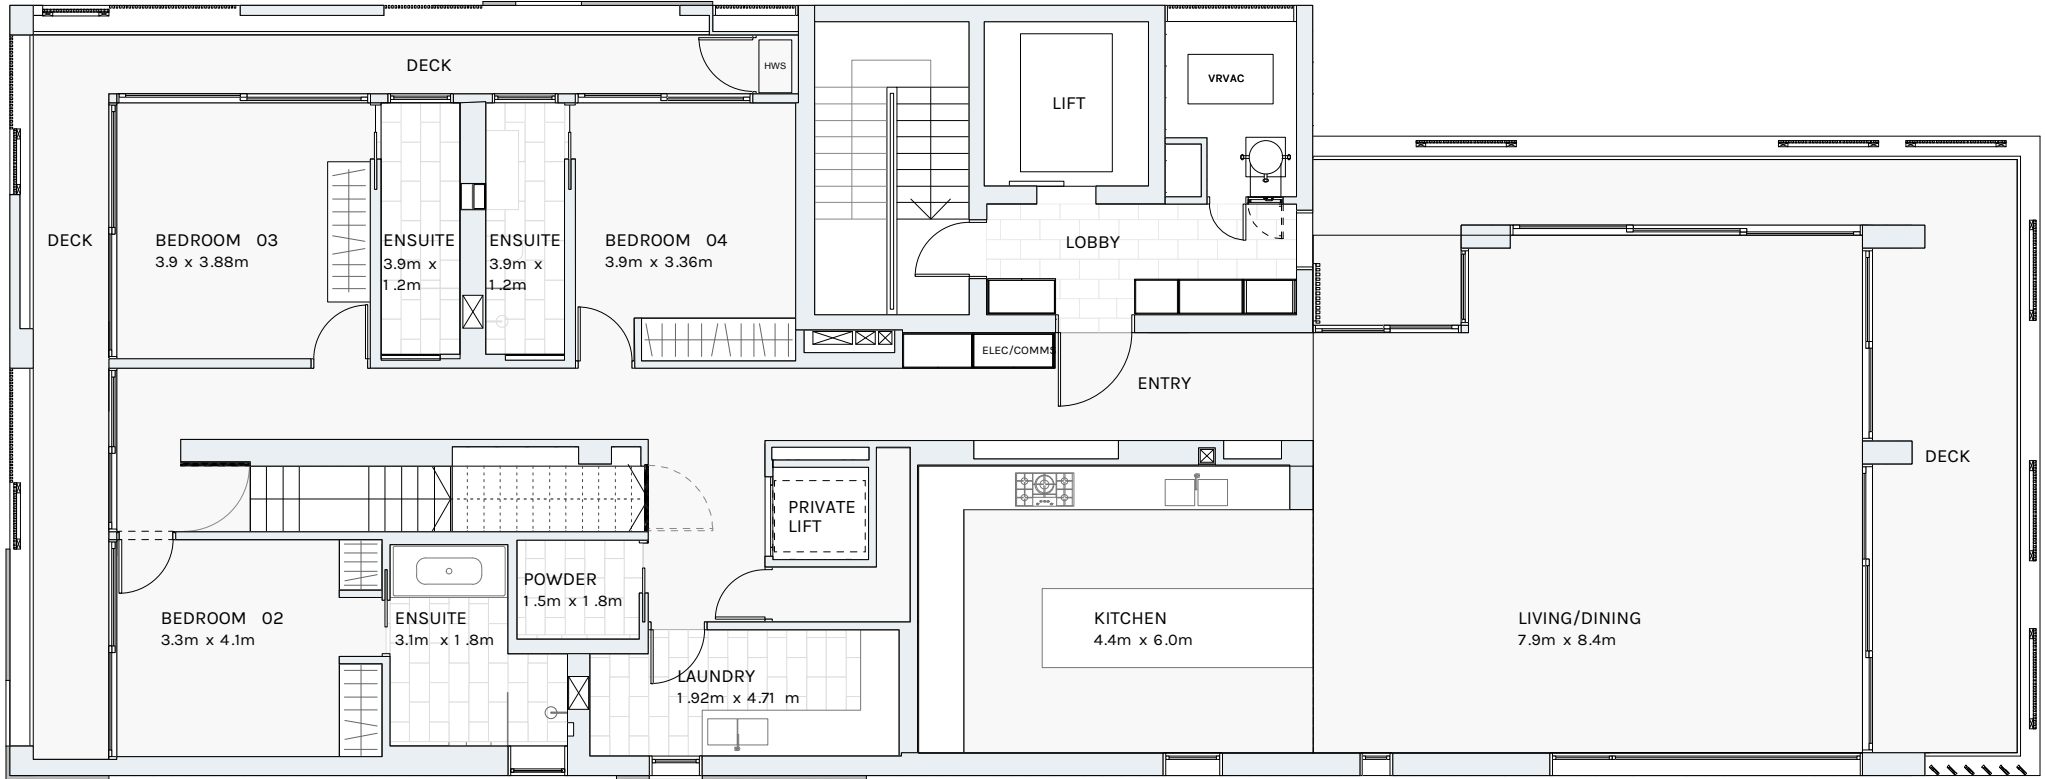 DECK
HWS
VRVAC
LIFT
DECK
BEDROOM 03
3.9 x 3.88m
ENSUITE
3.9m x
1.2m
ENSUITE
3.9m x
1.2m
BEDROOM 04
3.9m x 3.36m
LOBBY
ELEC/COMMS
ENTRY
DECK
PRIVATE
LIFT
POWDER
1.5m x 1.8m
BEDROOM 02
3.3m x 4.1m
ENSUITE
3.1m x 1.8m
LAUNDRY
1.92m x 4.71 m
KITCHEN
4.4m x 6.0m
LIVING/DINING
7.9m x 8.4m